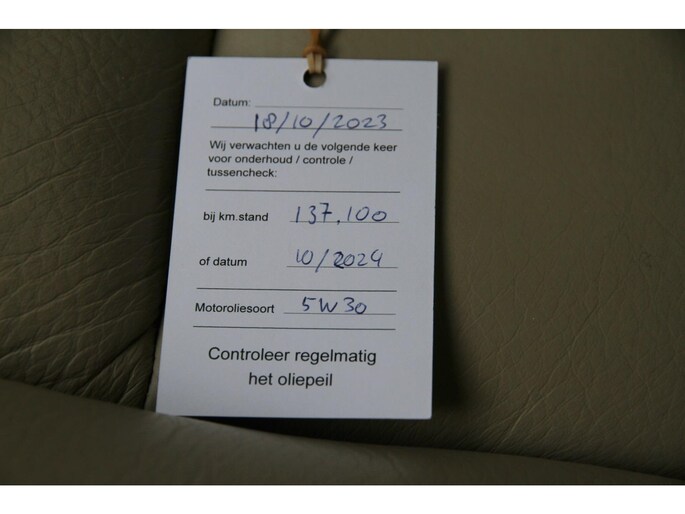 Datum:
18/10/2023
Wij verwachten u de volgende keer
voor onderhoud / controle /
tussencheck:
bij km.stand 137.100
of datum 10/2024
Motoroliesoort 5W30
Controleer regelmatig
het oliepeil